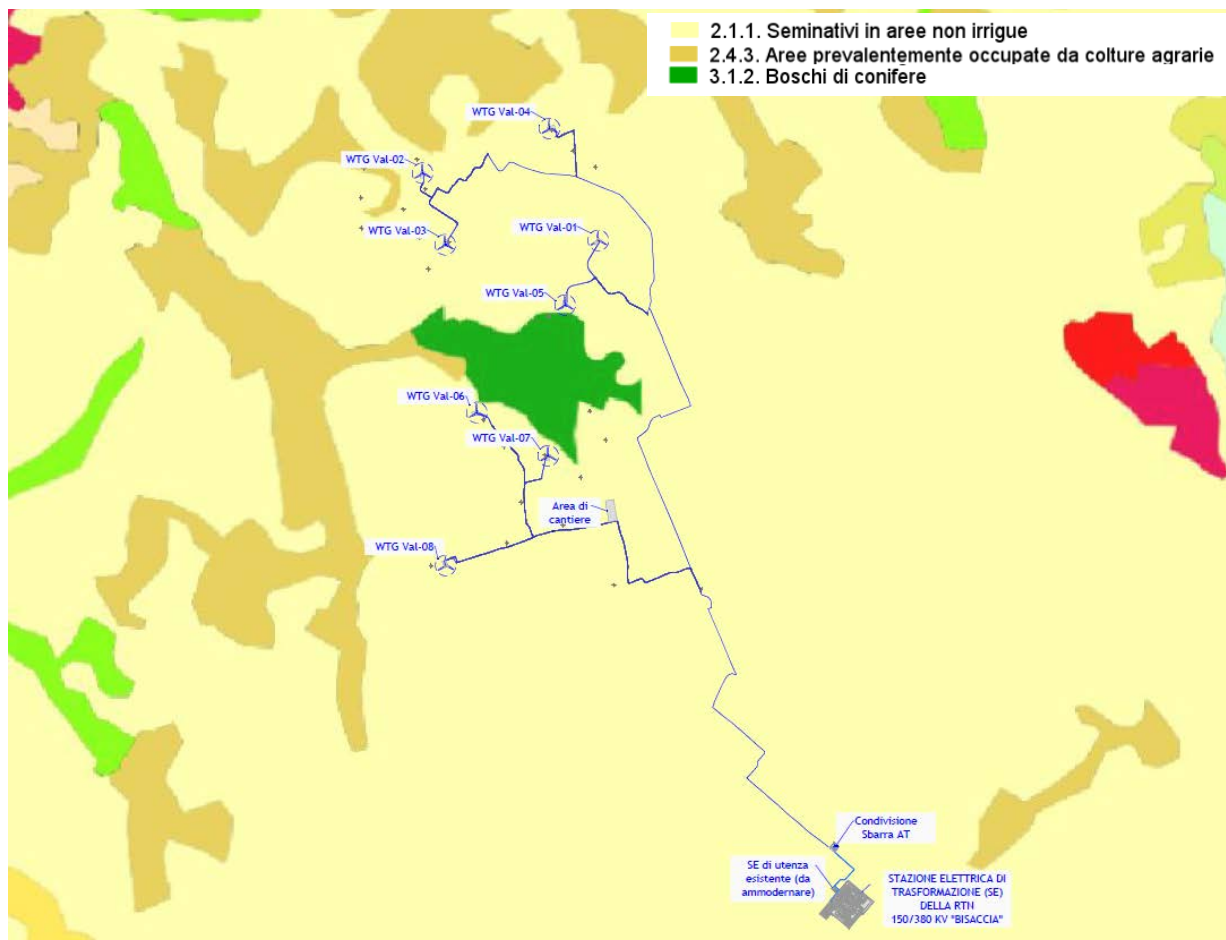 2.1.1. Seminativi in aree non irrigue
2.4.3. Aree prevalentemente occupate da colture agrarie
3.1.2. Boschi di conifere
WTG Val-04
WTG Val-02
WTG Val-03
WTG Val-01
WTG Val-05
WTG Val-06
WTG Val-07
Area di
cantiere
WTG Val-08
Condivisione
Sbarra AT
SE di utenza
esistente (da
ammodernare)
STAZIONE ELETTRICA DI
TRASFORMAZIONE (SE)
DELLA RTN
150/380 KV "BISACCIA"